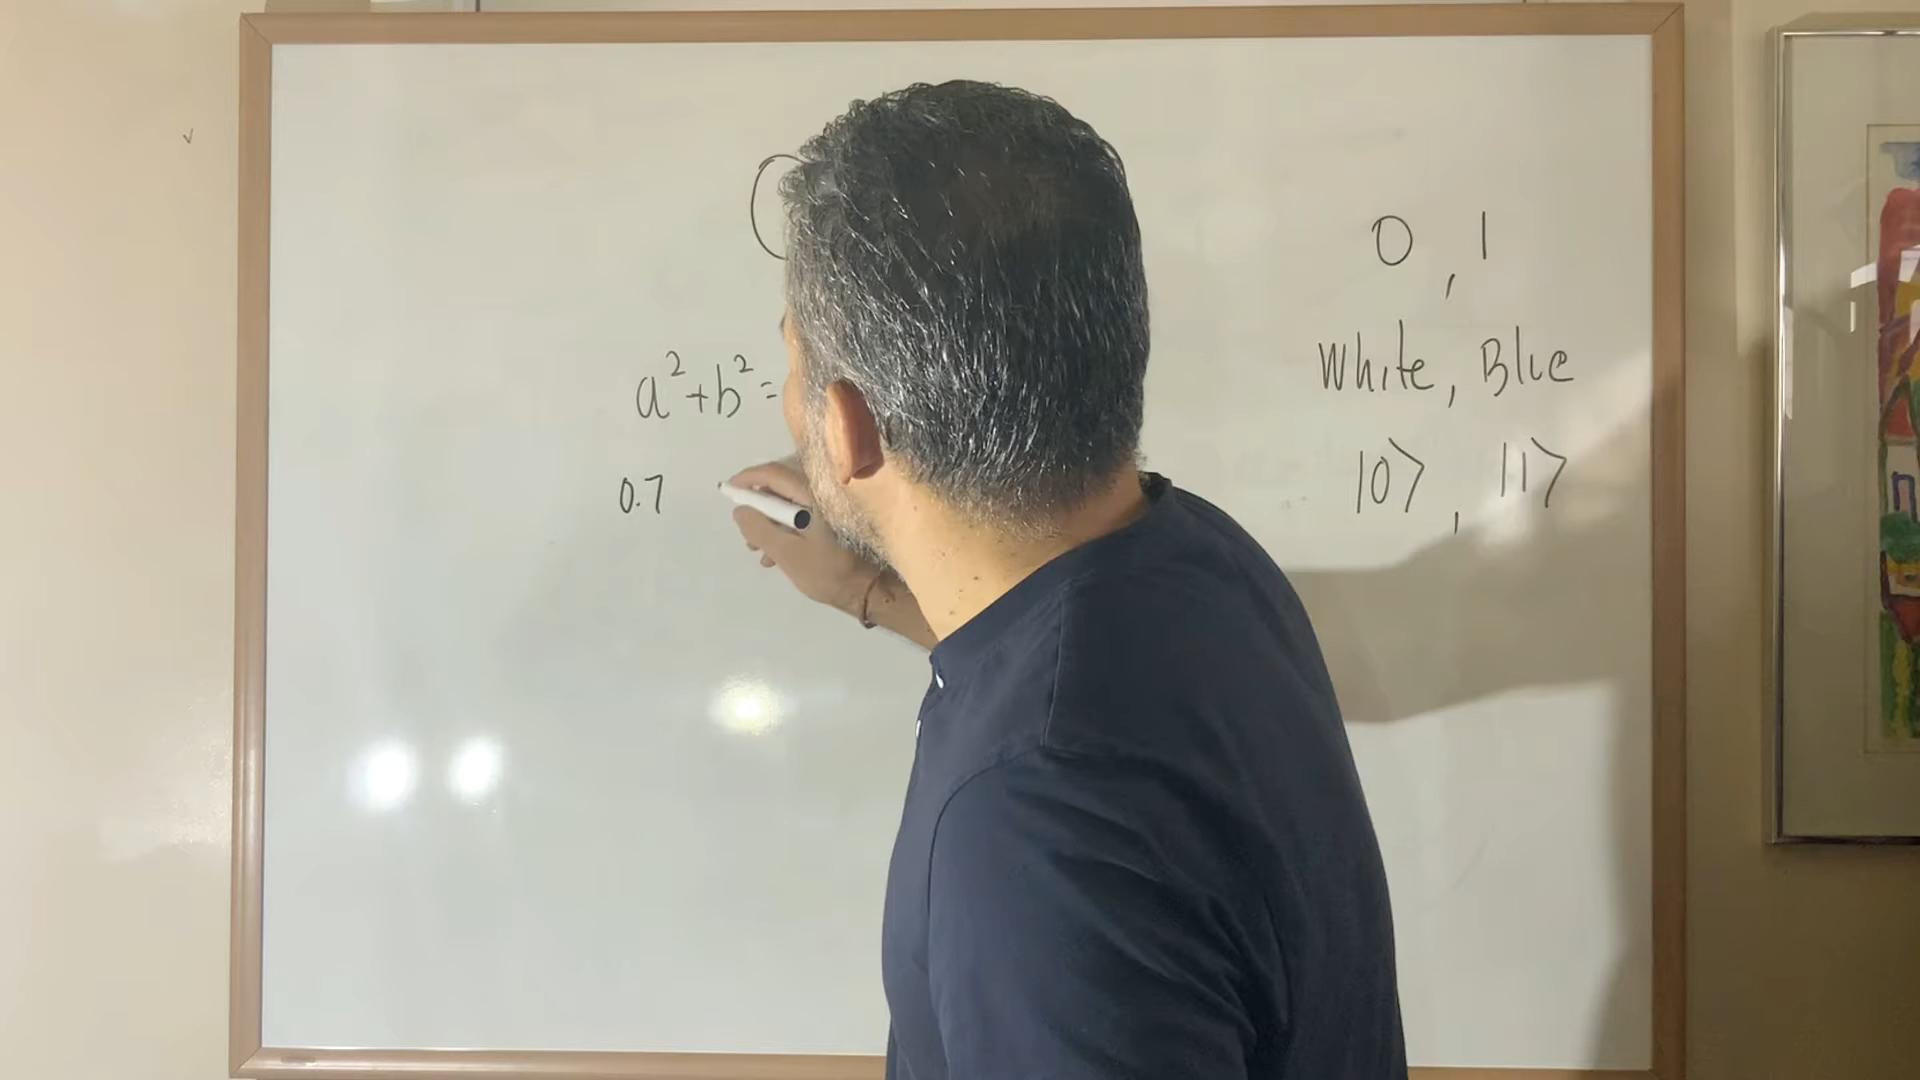 0, 1
a²+b²=
White, Blue
0.7
|0⟩, |1⟩